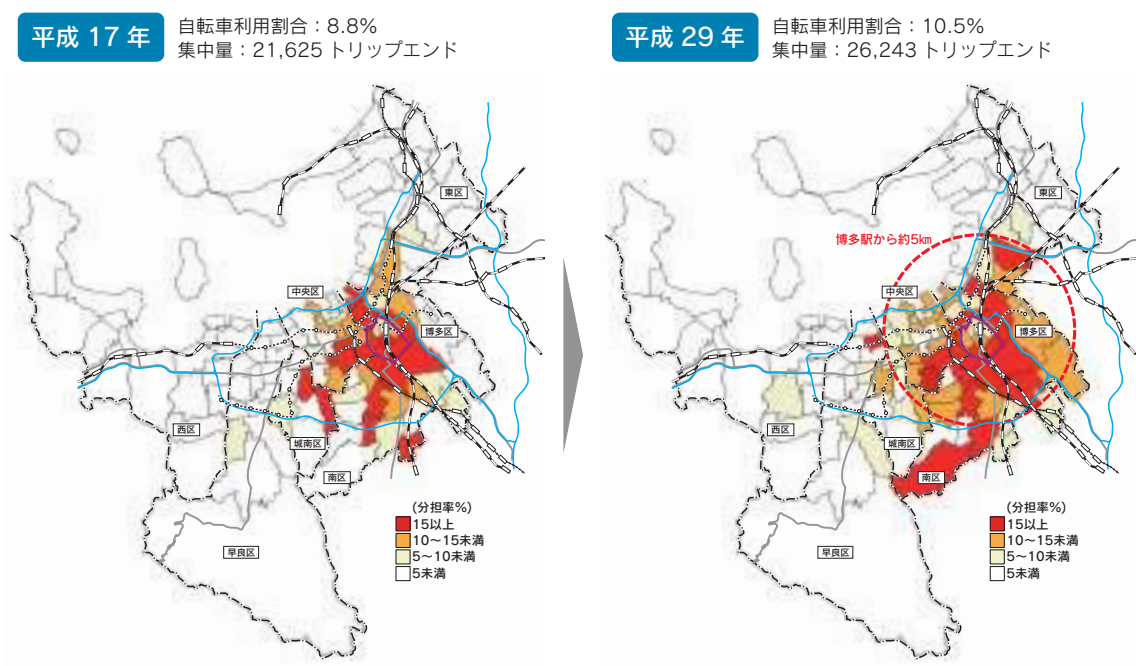 平成 17 年
自転車利用割合：8.8%
集中量：21,625 トリップエンド
東区
中央区
博多区
西区
城南区
南区
早良区
(分担率%)
15以上
10～15未満
5～10未満
5未満
平成 29 年
自転車利用割合：10.5%
集中量：26,243 トリップエンド
東区
博多駅から約5km
中央区
博多区
西区
城南区
南区
早良区
(分担率%)
15以上
10～15未満
5～10未満
5未満